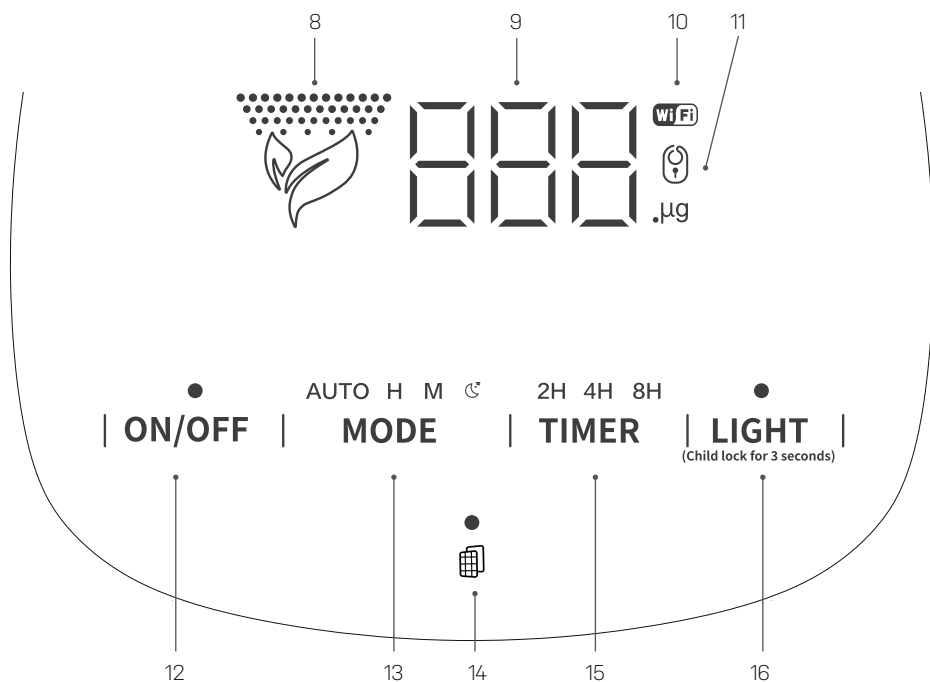 8 9 10 11
888 WiFi
.µg
AUTO H M 2H 4H 8H
ON/OFF MODE TIMER LIGHT
(Child lock for 3 seconds)
12 13 14 15 16